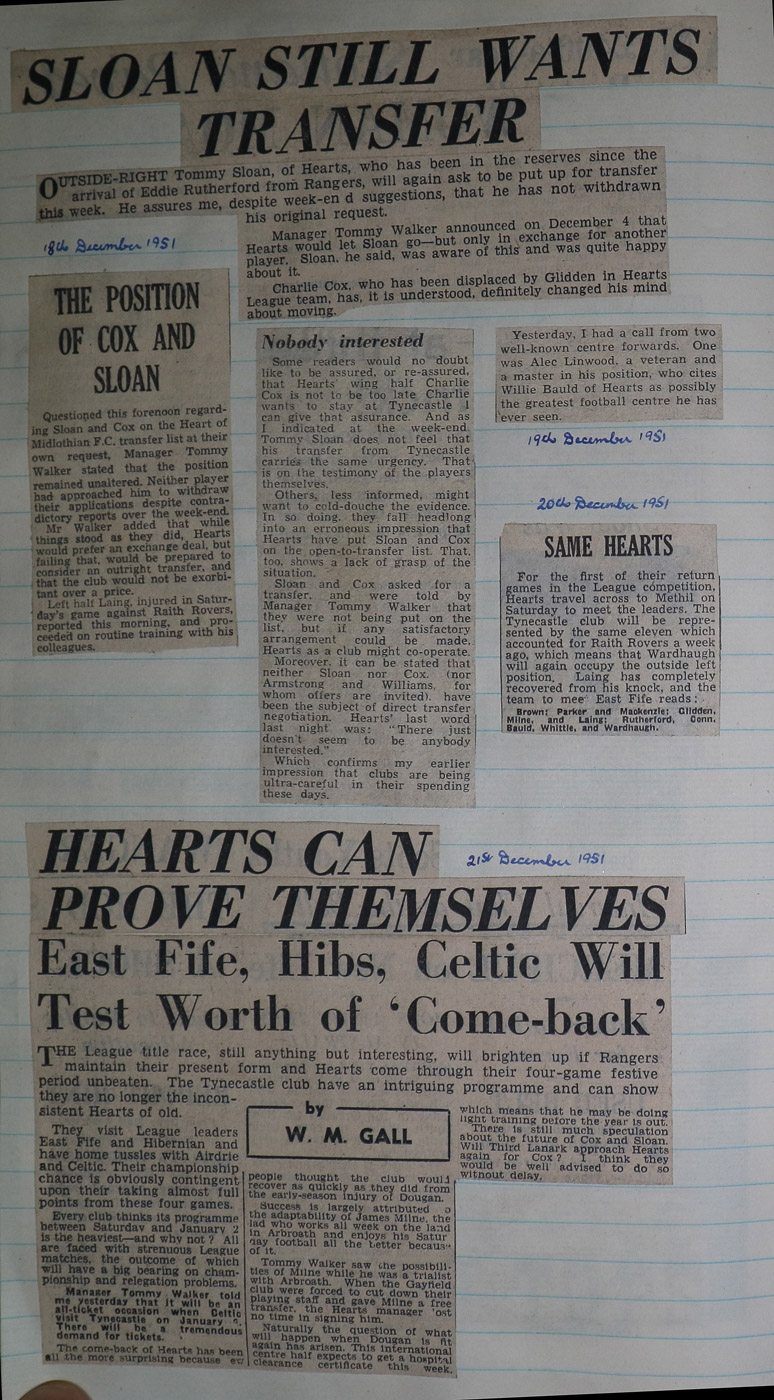 SLOAN STILL WANTS
TRANSFER
OUTSIDE-RIGHT Tommy Sloan, of Hearts, who has been in the reserves since the
arrival of Eddie Rutherford from Rangers, will again ask to be put up for transfer
this week. He assures me, despite week-en d suggestions, that he has not withdrawn
his original request.
Manager Tommy Walker announced on December 4 that
Hearts would let Sloan go—but only in exchange for another
player. Sloan, he said, was aware of this and was quite happy
about it.
Charlie Cox, who has been displaced by Glidden in Hearts
League team, has, it is understood, definitely changed his mind
about moving.
18th December 1951
THE POSITION
OF COX AND
SLOAN
Questioned this forenoon regard-
ing Sloan and Cox on the Heart of
Midlothian F.C. transfer list at their
own request, Manager Tommy
Walker stated that the position
remained unaltered. Neither player
had approached him to withdraw
their applications despite contra-
dictory reports over the week-end.
Mr Walker added that while
things stood as they did, Hearts
would prefer an exchange deal, but
failing that, would be prepared to
consider an outright transfer, and
that the club would not be exorbi-
tant over a price.
Left half Laing, injured in Satur-
day's game against Raith Rovers,
reported this morning, and pro-
ceeded on routine training with his
colleagues.
Nobody interested
Some readers would no doubt
like to be assured, or re-assured,
that Hearts' wing half Charlie
Cox is not to be too late Charlie
wants to stay at Tynecastle I
can give that assurance. And as
I indicated at the week-end.
Tommy Sloan does not feel that
his transfer from Tynecastle
carries the same urgency. That
is on the testimony of the players
themselves.
Others, less informed, might
want to cold-douche the evidence.
In so doing, they fall headlong
into an erroneous impression that
Hearts have put Sloan and Cox
on the open-to-transfer list. That,
too, shows a lack of grasp of the
situation.
Sloan and Cox asked for a
transfer, and were told by
Manager Tommy Walker that
they were not being put on the
list, but if any satisfactory
arrangement could be made,
Hearts as a club might co-operate.
Moreover, it can be stated that
neither Sloan nor Cox, (nor
Armstrong and Williams, for
whom offers are invited), have
been the subject of direct transfer
negotiation. Hearts' last word
last night was: "There just
doesn't seem to be anybody
interested."
Which confirms my earlier
impression that clubs are being
ultra-careful in their spending
these days.
Yesterday, I had a call from two
well-known centre forwards. One
was Alec Linwood, a veteran and
a master in his position, who cites
Willie Bauld of Hearts as possibly
the greatest football centre he has
ever seen.
19th December 1951
20th December 1951
SAME HEARTS
For the first of their return
games in the League competition,
Hearts travel across to Methil on
Saturday to meet the leaders. The
Tynecastle club will be repre-
sented by the same eleven which
accounted for Raith Rovers a week
ago, which means that Wardhaugh
will again occupy the outside left
position. Laing has completely
recovered from his knock, and the
team to mee East Fife reads:
Brown; Parker and Mackenzie; Glidden,
Milne, and Laing; Rutherford, Conn,
Bauld, Whittle, and Wardhaugh.
21st December 1951
HEARTS CAN
PROVE THEMSELVES
East Fife, Hibs, Celtic Will
Test Worth of 'Come-back'
THE League title race, still anything but interesting, will brighten up if Rangers
maintain their present form and Hearts come through their four-game festive
period unbeaten. The Tynecastle club have an intriguing programme and can show
they are no longer the incon-
sistent Hearts of old.
They visit League leaders
East Fife and Hibernian and
have home tussles with Airdrie
and Celtic. Their championship
chance is obviously contingent
upon their taking almost full
points from these four games.
Every club thinks its programme
between Saturday and January 2
is the heaviest—and why not? All
are faced with strenuous League
matches, the outcome of which
will have a big bearing on cham-
pionship and relegation problems.
Manager Tommy Walker told
me yesterday that it will be an
all-ticket occasion when Celtic
visit Tynecastle on January
There will be a tremendous
demand for tickets.
The come-back of Hearts has been
all the more surprising because
by
W. M. GALL
people thought the club would
recover as quickly as they did from
the early-season injury of Dougan.
Success is largely attributed o
the adaptability of James Milne, the
lad who works all week on the land
in Arbroath and enjoys his Satur
day football all the better because
of it.
Tommy Walker saw the possibili-
ties of Milne while he was a trialist
with Arbroath. When the Gayfield
club were forced to cut down their
playing staff and gave Milne a free
transfer, the Hearts manager 'ost
no time in signing him.
Naturally the question of what
will happen when Dougan is fit
again has arisen. This international
centre half expects to get a hospital
clearance certificate this week,
which means that he may be doing
light training before the year is out.
There is still much speculation
about the future of Cox and Sloan.
Will Third Lanark approach Hearts
again for Cox? I think they
would be well advised to do so
without delay.